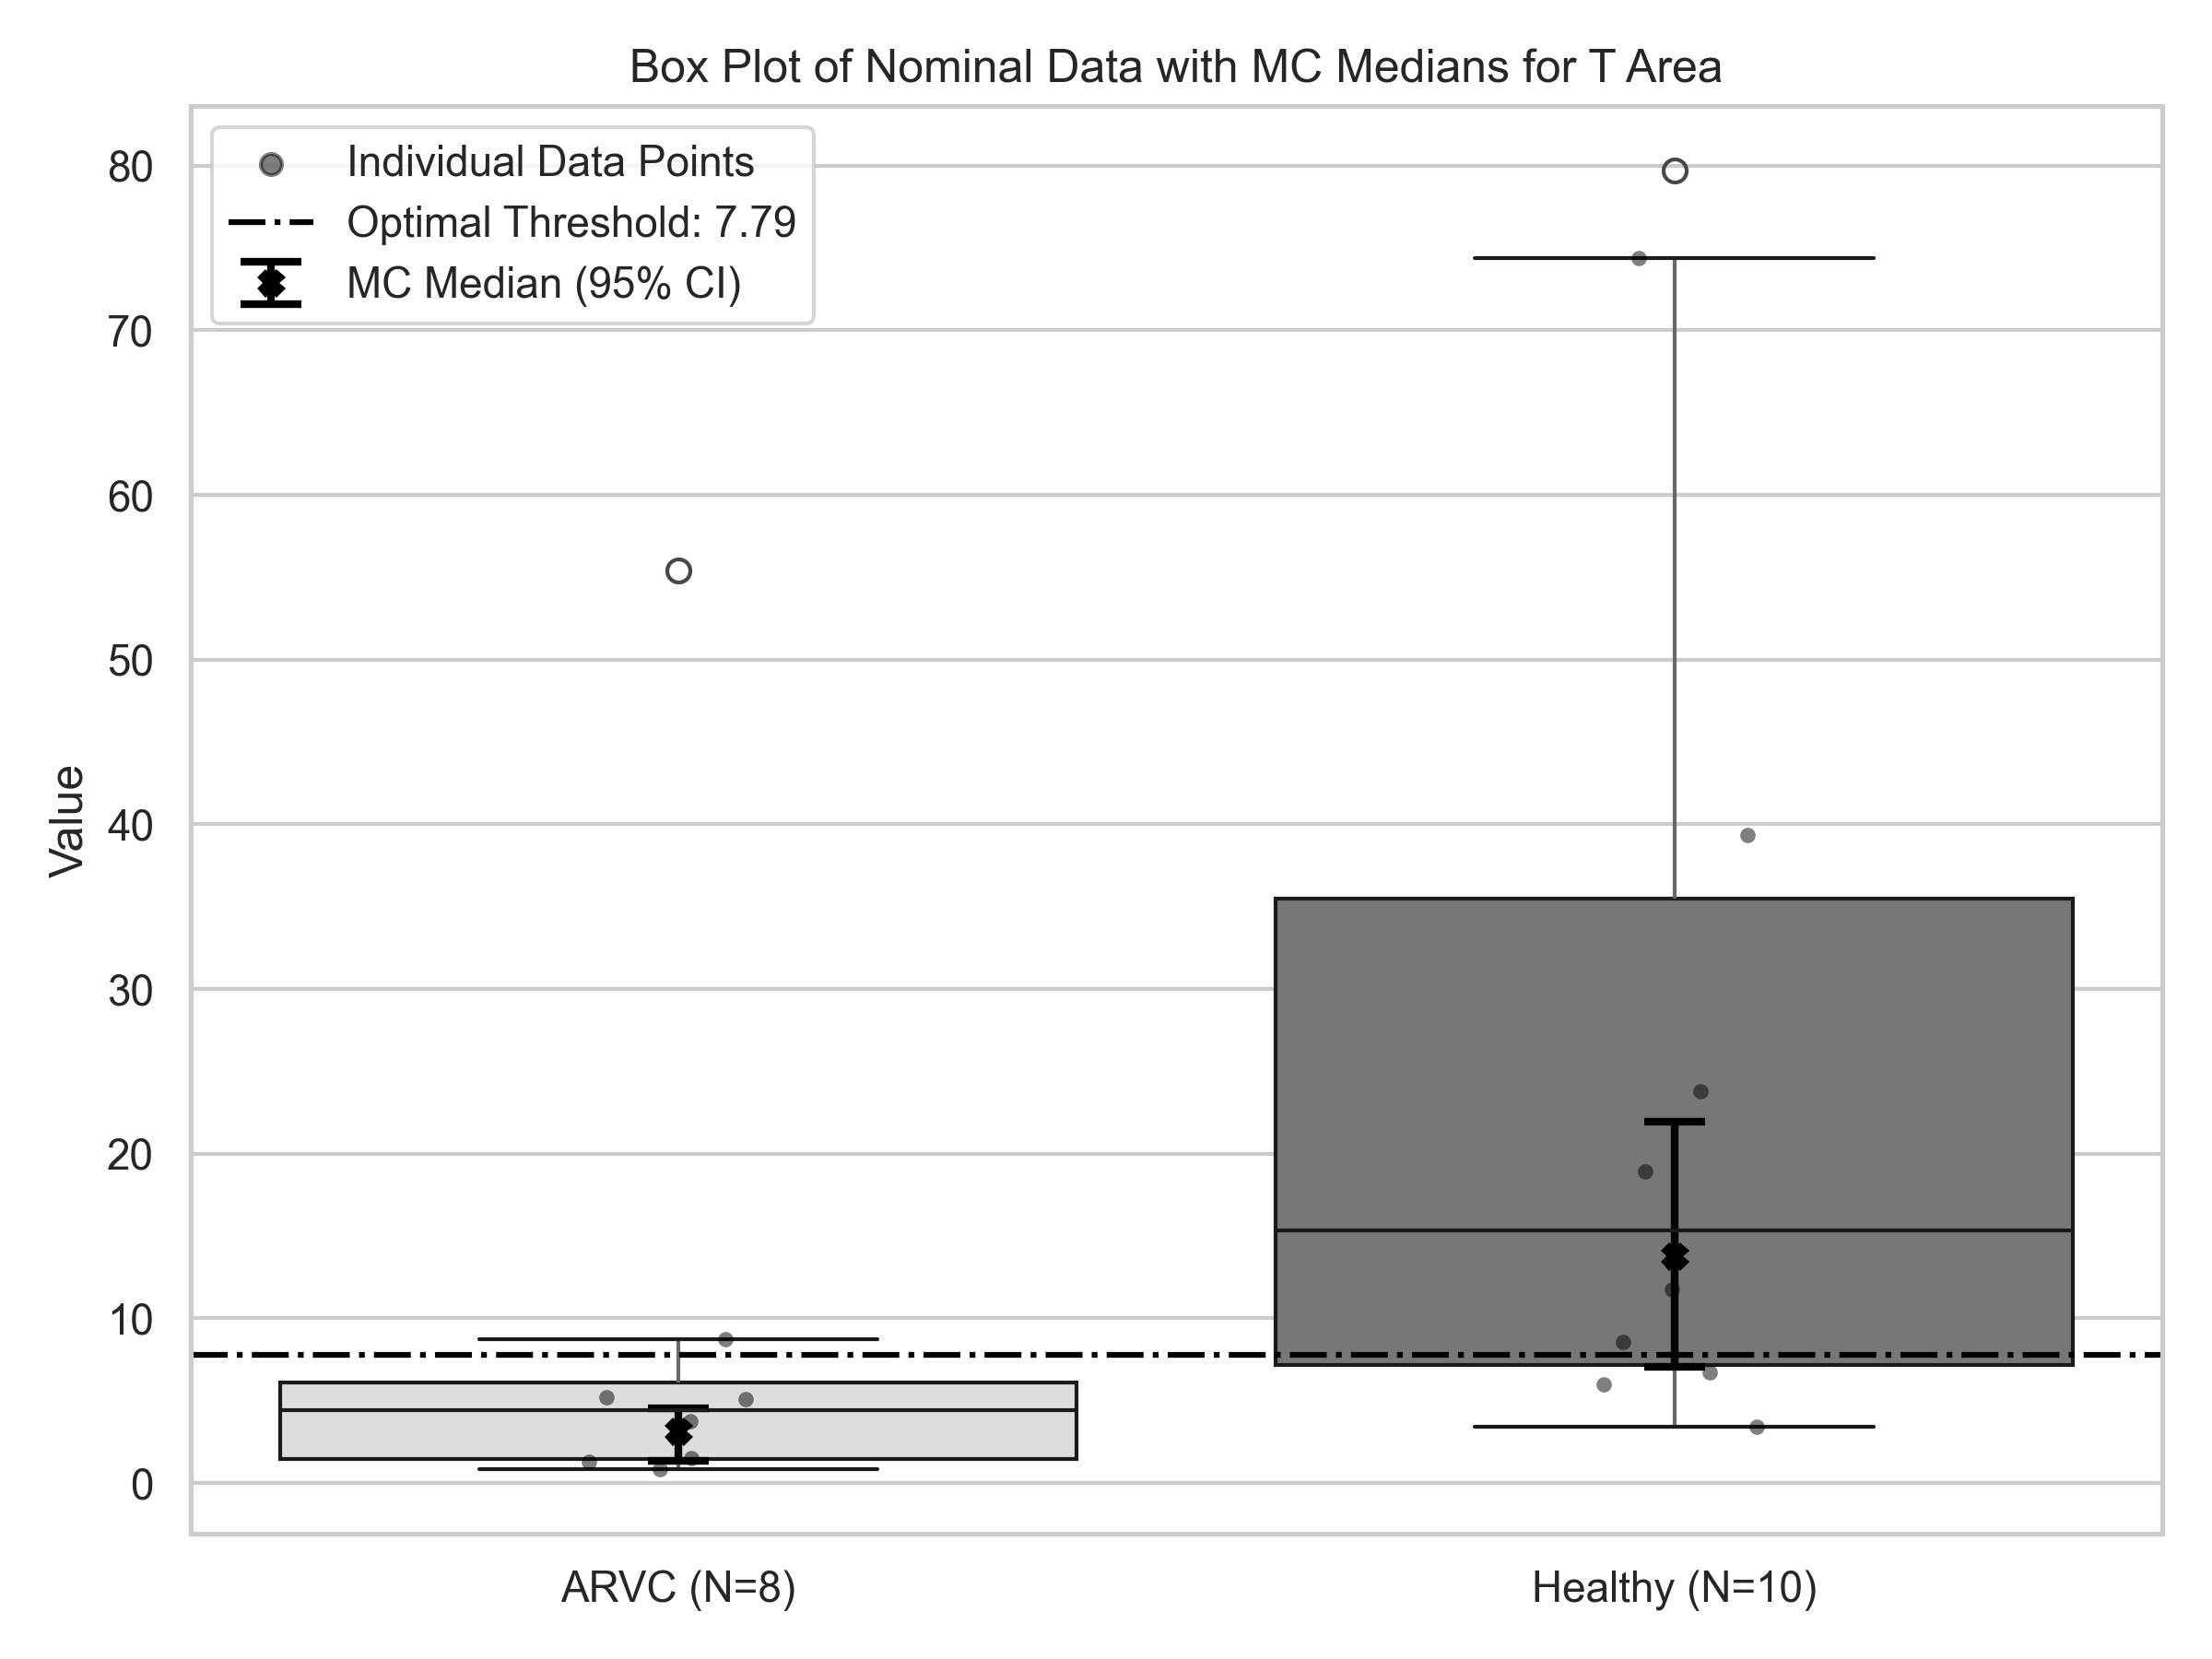 Box Plot of Nominal Data with MC Medians for T Area
Individual Data Points
Optimal Threshold: 7.79
MC Median (95% CI)
80
70
60
50
40
30
20
10
0
Value
ARVC (N=8)
Healthy (N=10)